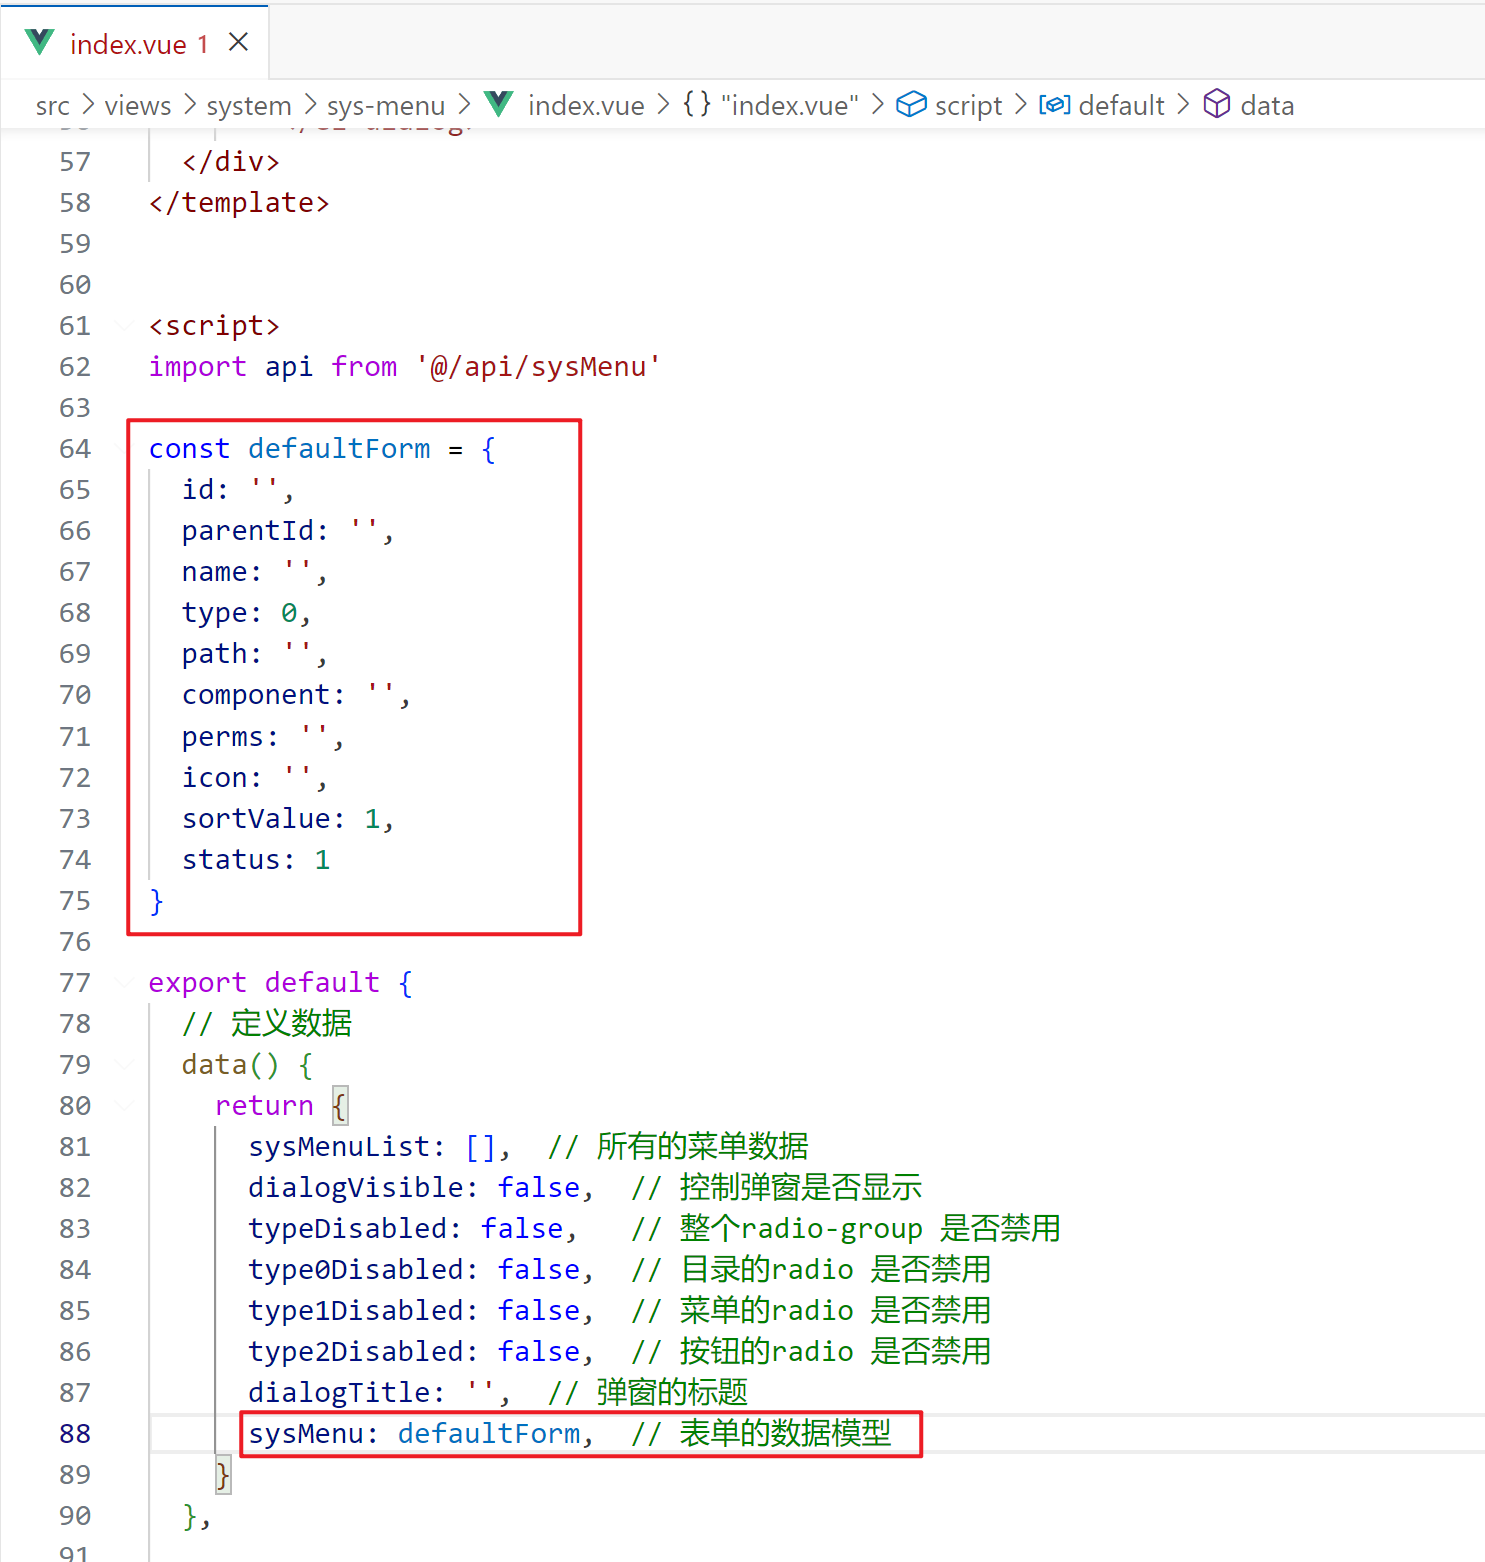 index.vue 1
src > views > system > sys-menu > index.vue > {} "index.vue" > script > default > data
57   </div>
58 </template>
59
60
61 <script>
62 import api from '@/api/sysMenu'
63
64 const defaultForm = {
65   id: '',
66   parentId: '',
67   name: '',
68   type: 0,
69   path: '',
70   component: '',
71   perms: '',
72   icon: '',
73   sortValue: 1,
74   status: 1
75 }
76
77 export default {
78   // 定义数据
79   data() {
80     return {
81       sysMenuList: [],  // 所有的菜单数据
82       dialogVisible: false,  // 控制弹窗是否显示
83       typeDisabled: false,   // 整个radio-group 是否禁用
84       type0Disabled: false,  // 目录的radio 是否禁用
85       type1Disabled: false,  // 菜单的radio 是否禁用
86       type2Disabled: false,  // 按钮的radio 是否禁用
87       dialogTitle: '',  // 弹窗的标题
88       sysMenu: defaultForm,  // 表单的数据模型
89     }
90   },
91